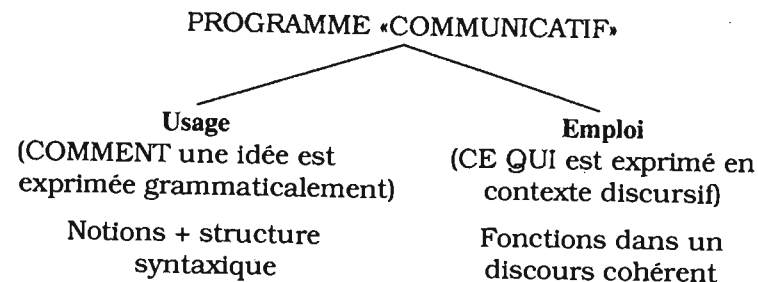 PROGRAMME «COMMUNICATIF»
Usage
(COMMENT une idée est
exprimée grammaticalement)
Notions + structure
syntaxique
Emploi
(CE QUI est exprimé en
contexte discursif)
Fonctions dans un
discours cohérent